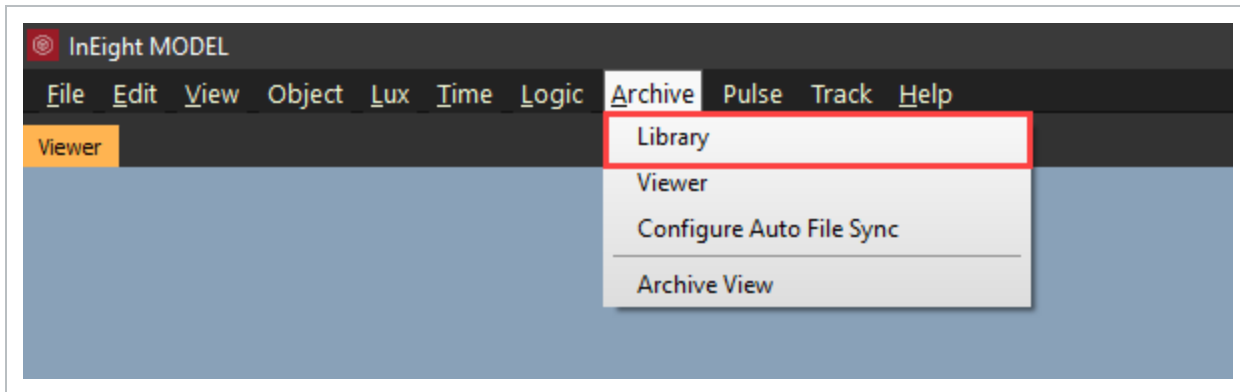 InEight MODEL
File Edit View Object Lux Time Logic Archive Pulse Track Help
Viewer
Library
Viewer
Configure Auto File Sync
Archive View